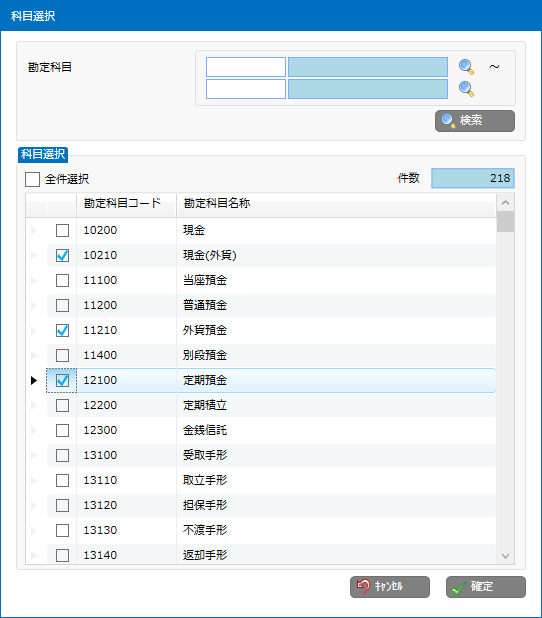 科目選択
勘定科目
～
検索
科目選択
全件選択
件数 218
勘定科目コード 勘定科目名称
10200 現金
10210 現金(外貨)
11100 当座預金
11200 普通預金
11210 外貨預金
11400 別段預金
12100 定期預金
12200 定期積立
12300 金銭信託
13100 受取手形
13110 取立手形
13120 担保手形
13130 不渡手形
13140 返却手形
ｷｬﾝｾﾙ 確定